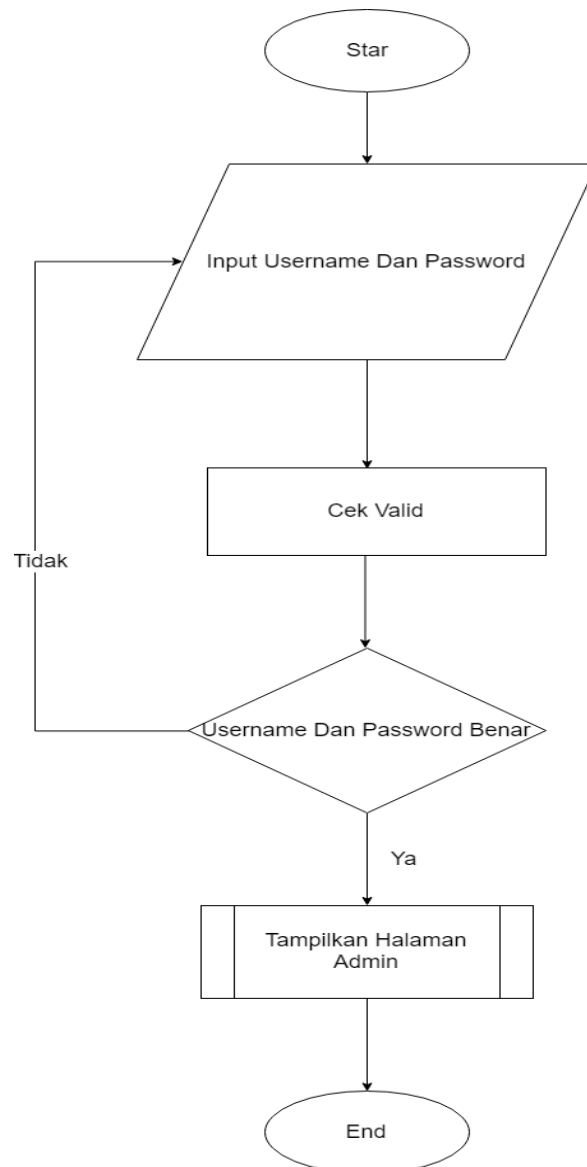 Star
Input Username Dan Password
Cek Valid
Tidak
Username Dan Password Benar
Ya
Tampilkan Halaman
Admin
End